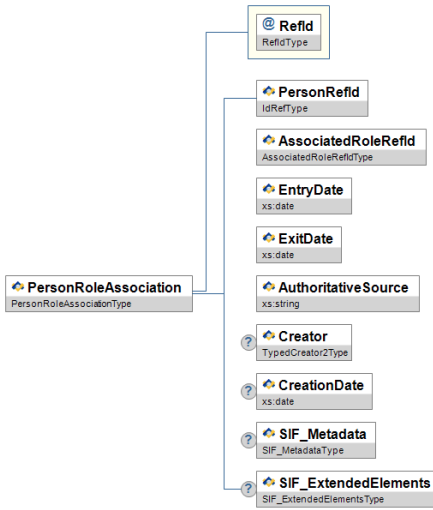 @ RefId
RefIdType
PersonRefId
IdRefType
AssociatedRoleRefId
AssociatedRoleRefIdType
EntryDate
xs:date
ExitDate
xs:date
PersonRoleAssociation
PersonRoleAssociationType
AuthoritativeSource
xs:string
? Creator
TypedCreator2Type
? CreationDate
xs:date
? SIF_Metadata
SIF_MetadataType
? SIF_ExtendedElements
SIF_ExtendedElementsType